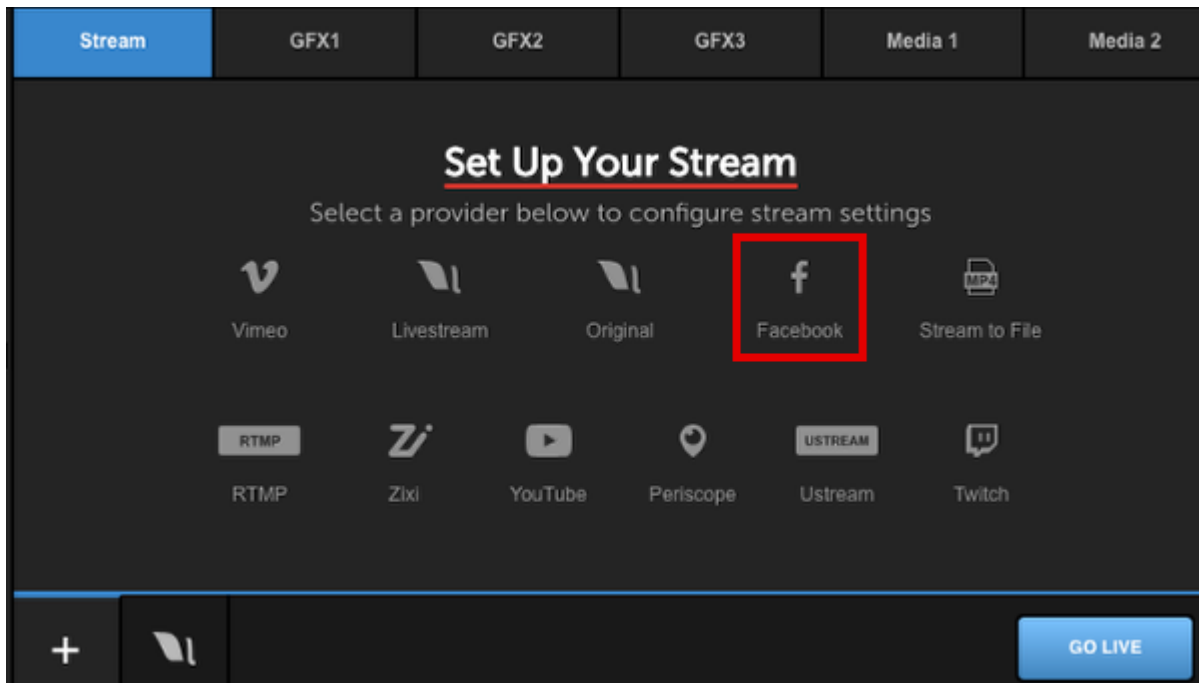 Stream GFX1 GFX2 GFX3 Media 1 Media 2
Set Up Your Stream
Select a provider below to configure stream settings
MP4
Vimeo Livestream Original Facebook Stream to File
RTMP USTREAM
RTMP Zixi YouTube Periscope Ustream Twitch
+ GO LIVE